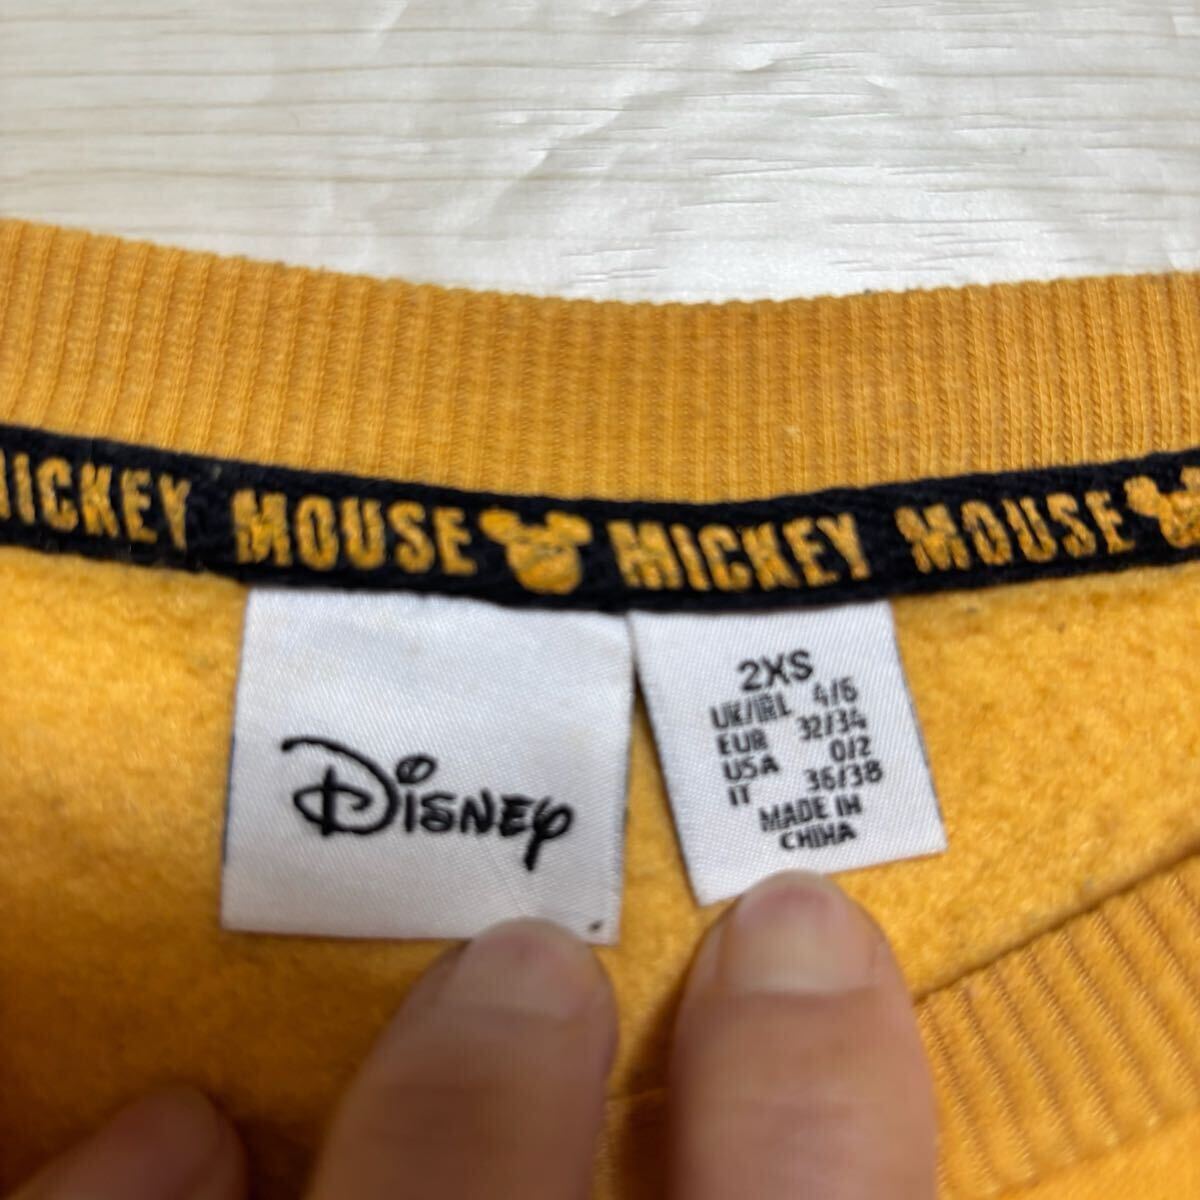 MICKEY MOUSE MICKEY MOUSE
Disney
2XS
UK/IRL 4/6
EUR 32/34
USA 0/2
IT 36/38
MADE IN
CHINA